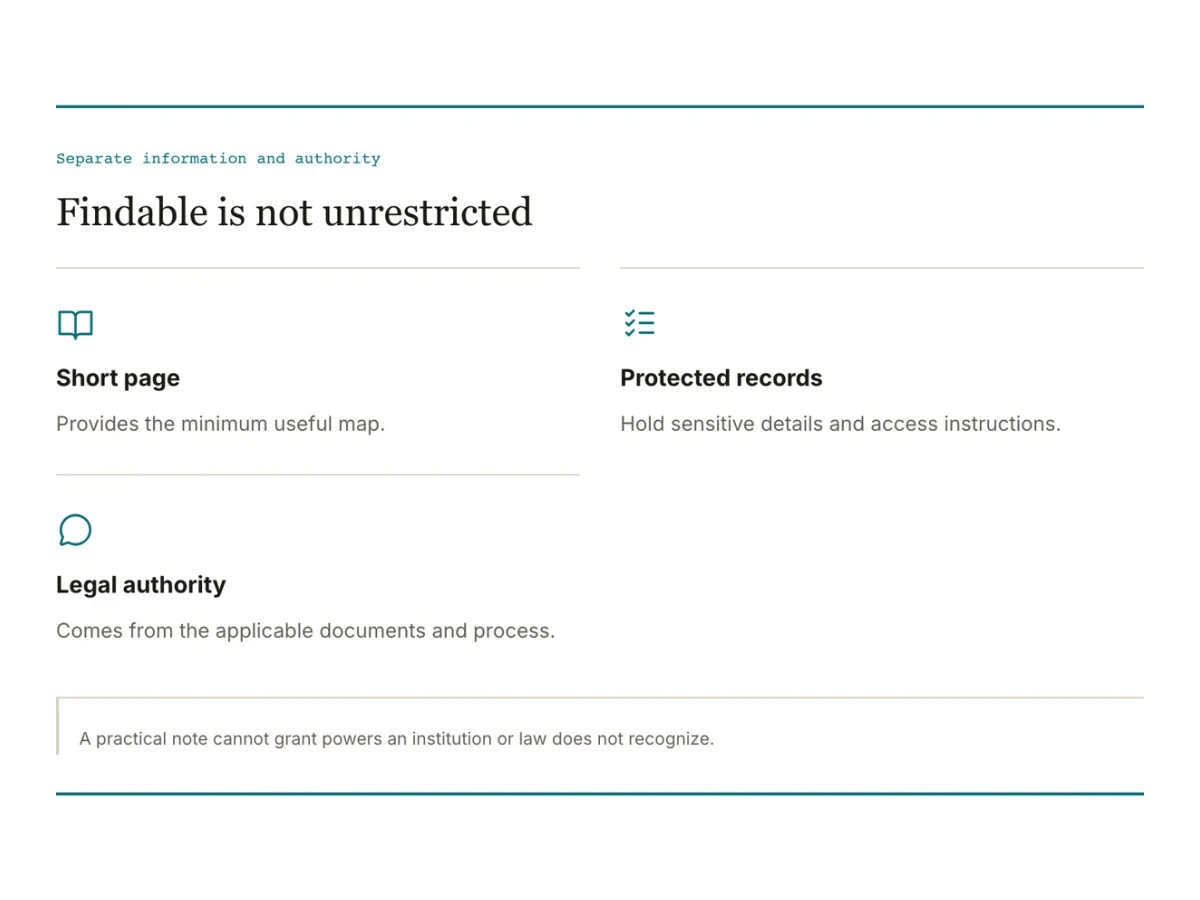 Separate information and authority
Findable is not unrestricted
Short page
Provides the minimum useful map.
Protected records
Hold sensitive details and access instructions.
Legal authority
Comes from the applicable documents and process.
A practical note cannot grant powers an institution or law does not recognize.